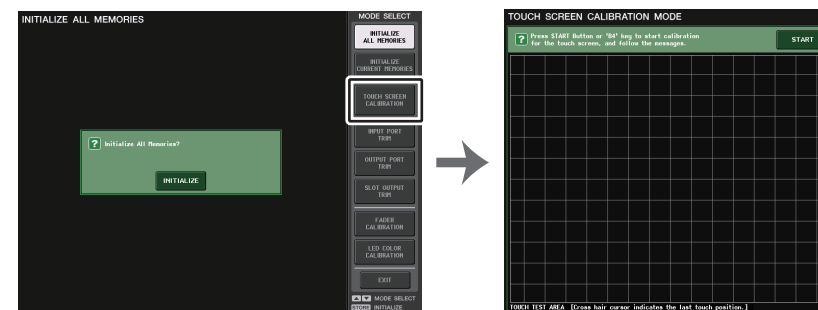 INITIALIZE ALL MEMORIES
? Initialize All Memories?
INITIALIZE
MODE SELECT
INITIALIZE
ALL MEMORIES
INITIALIZE
CURRENT MEMORIES
TOUCH SCREEN
CALIBRATION
INPUT PORT
TRIM
OUTPUT PORT
TRIM
SLOT OUTPUT
TRIM
FADER
CALIBRATION
LED COLOR
CALIBRATION
EXIT
MODE SELECT
STORE INITIALIZE
TOUCH SCREEN CALIBRATION MODE
? Press START Button or "B4" key to start calibration
for the touch screen, and follow the messages.
START
TOUCH TEST AREA [Cross hair cursor indicates the last touch position.]